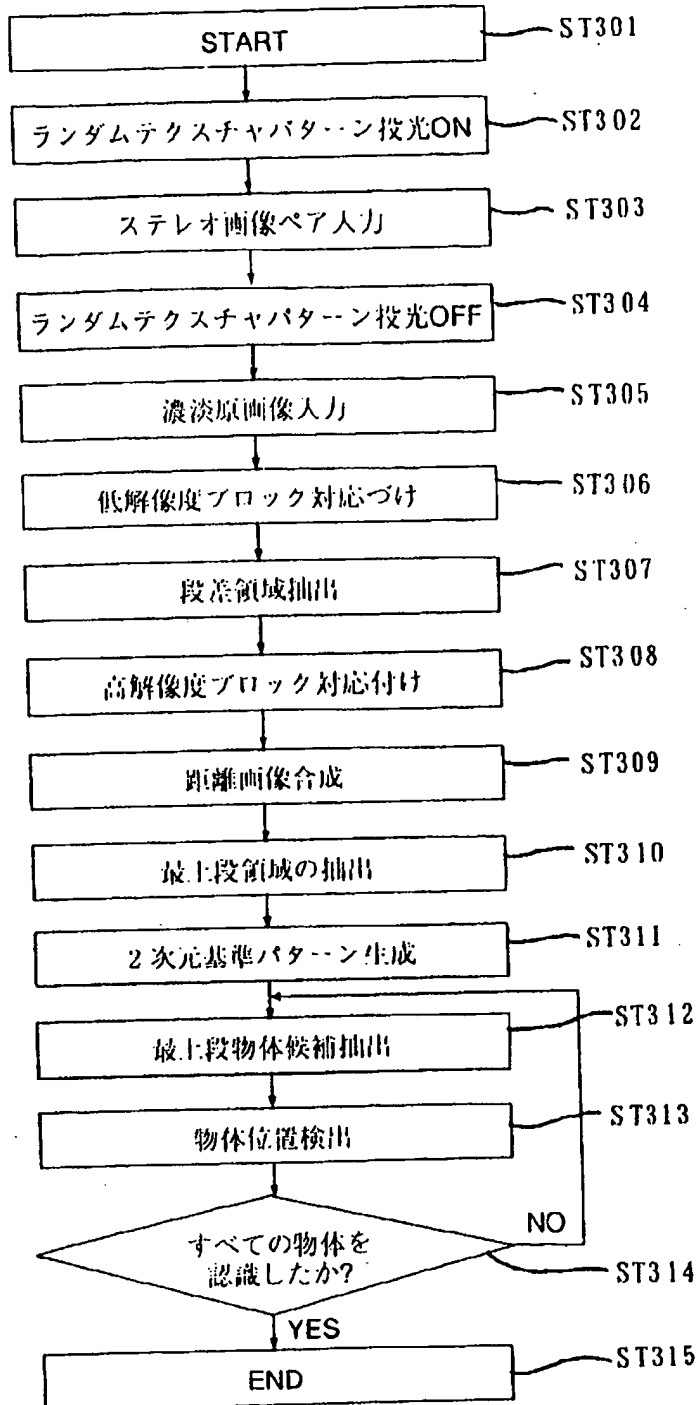 START
ST301
ランダムテクスチャパターン投光ON
ST302
ステレオ画像ペア入力
ST303
ランダムテクスチャパターン投光OFF
ST304
濃淡原画像入力
ST305
低解像度ブロック対応づけ
ST306
段差領域抽出
ST307
高解像度ブロック対応付け
ST308
距離画像合成
ST309
最上段領域の抽出
ST310
2次元基準パターン生成
ST311
最上段物体候補抽出
ST312
物体位置検出
ST313
すべての物体を
認識したか?
NO
ST314
YES
END
ST315